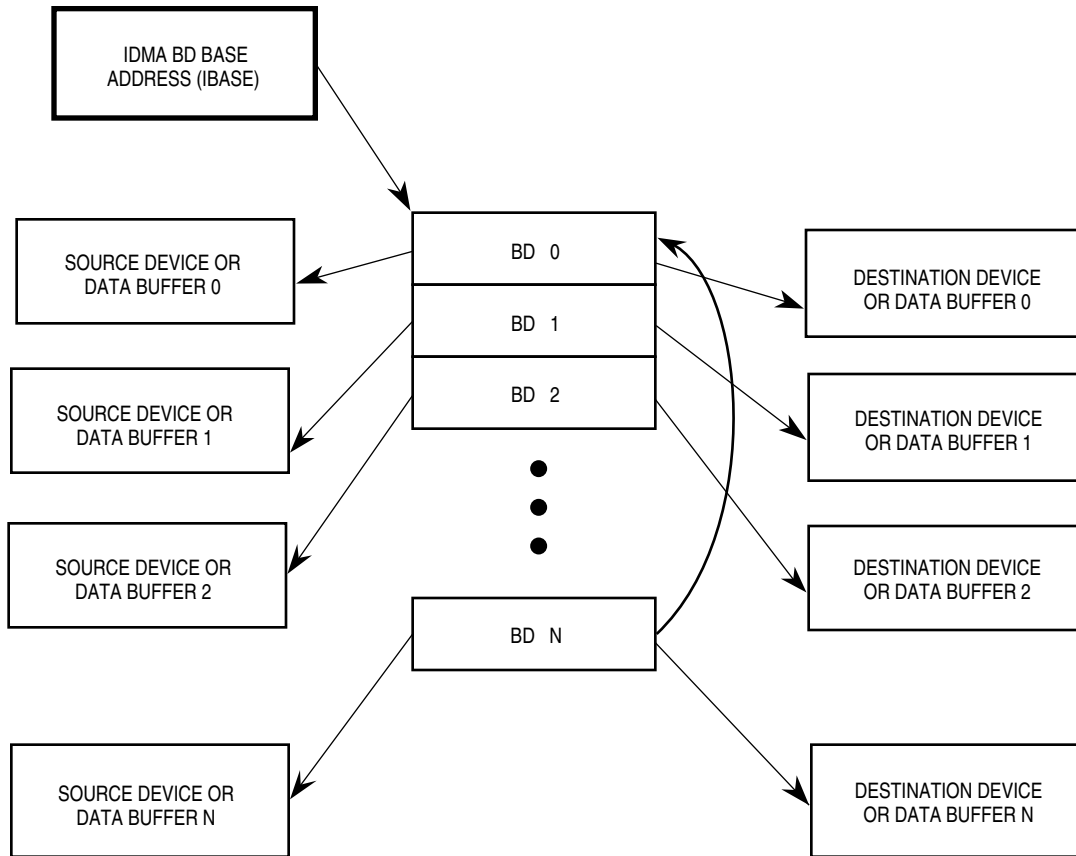 IDMA BD BASE
ADDRESS (IBASE)
SOURCE DEVICE OR
DATA BUFFER 0
BD 0
DESTINATION DEVICE
OR DATA BUFFER 0
BD 1
SOURCE DEVICE OR
DATA BUFFER 1
BD 2
DESTINATION DEVICE
OR DATA BUFFER 1
SOURCE DEVICE OR
DATA BUFFER 2
DESTINATION DEVICE
OR DATA BUFFER 2
BD N
SOURCE DEVICE OR
DATA BUFFER N
DESTINATION DEVICE
OR DATA BUFFER N